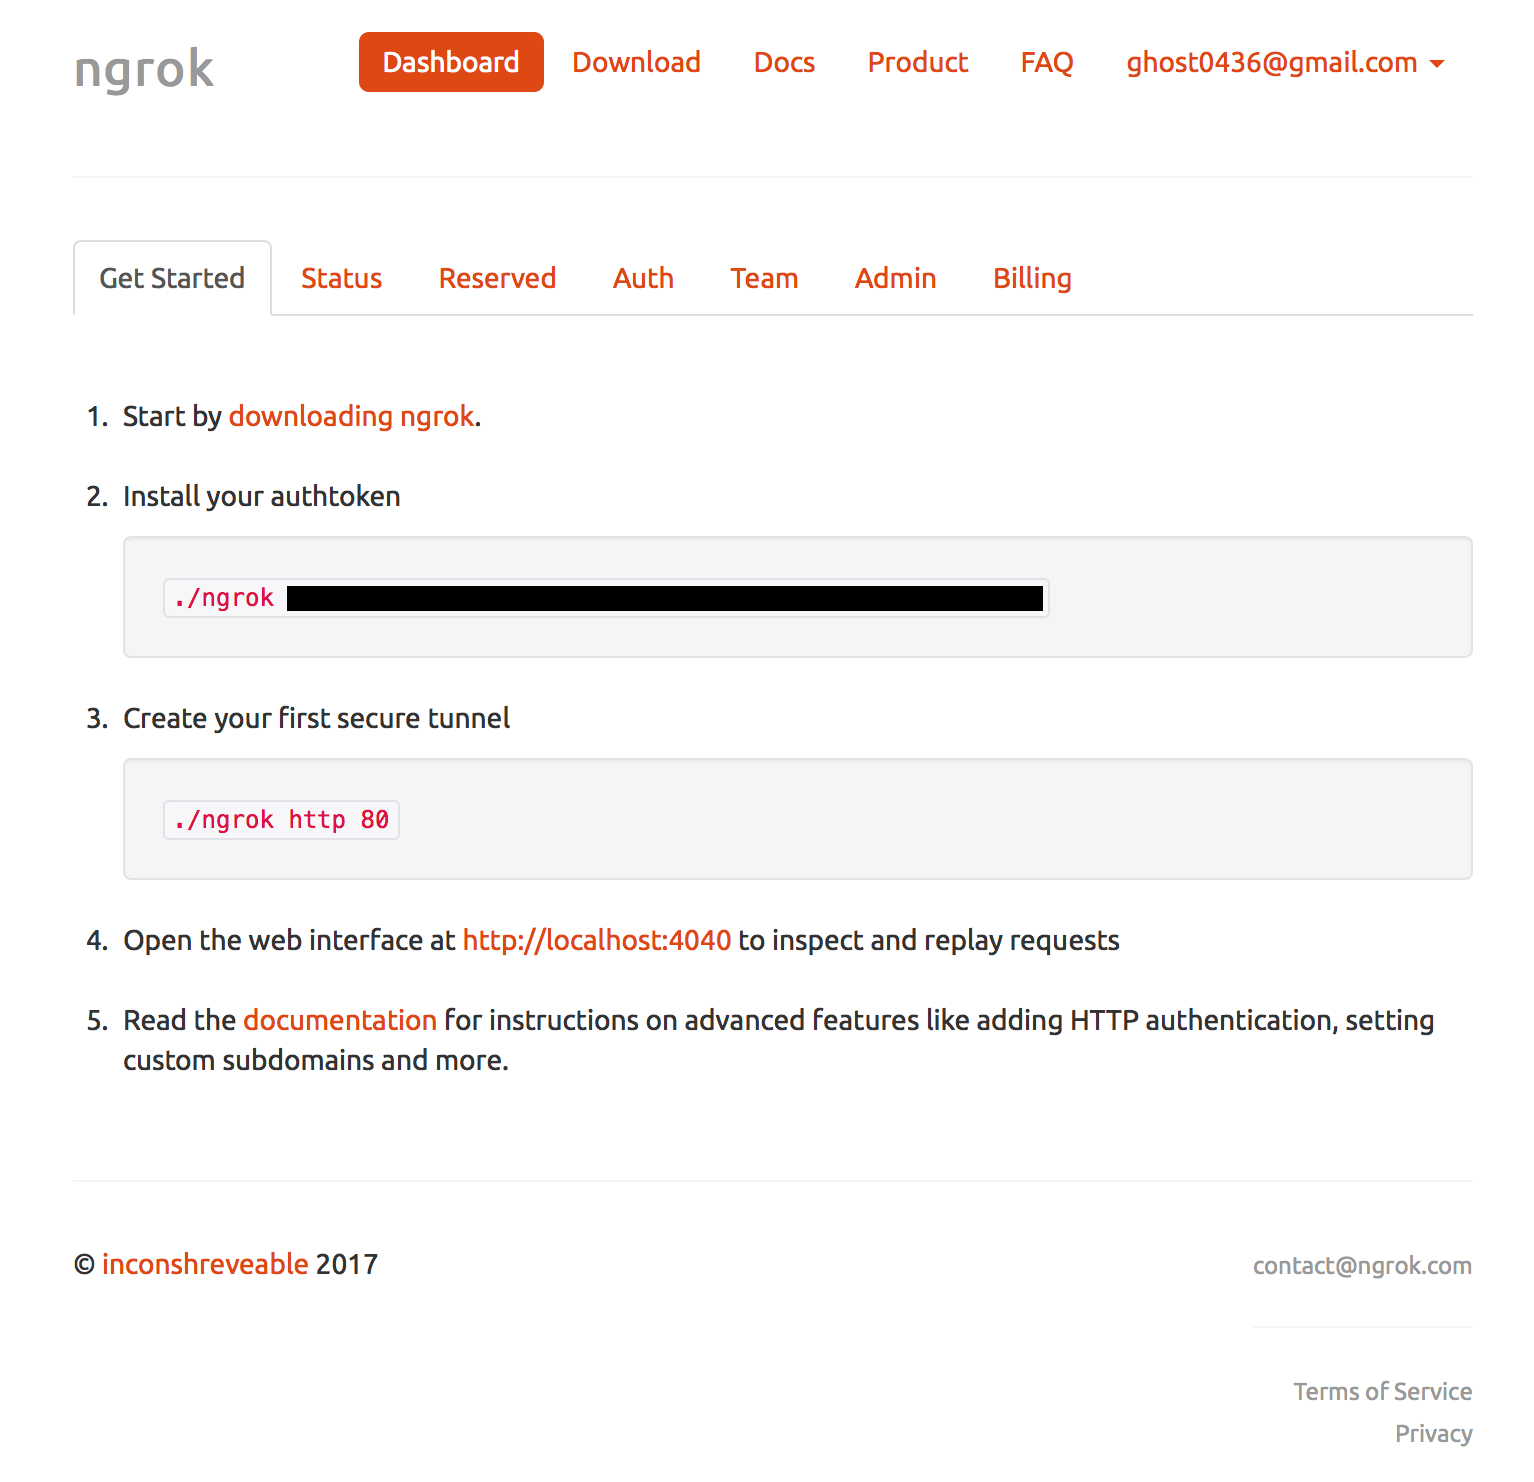 ngrok
Dashboard Download Docs Product FAQ ghost0436@gmail.com
Get Started Status Reserved Auth Team Admin Billing
1. Start by downloading ngrok.
2. Install your authtoken
./ngrok
3. Create your first secure tunnel
./ngrok http 80
4. Open the web interface at http://localhost:4040 to inspect and replay requests
5. Read the documentation for instructions on advanced features like adding HTTP authentication, setting
custom subdomains and more.
© inconshreveable 2017
contact@ngrok.com
Terms of Service
Privacy